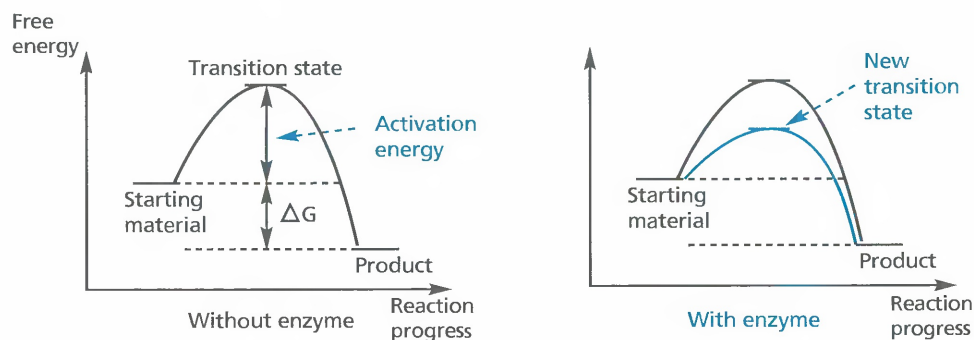 Free
energy
Transition state
Activation
energy
Starting
material
ΔG
Product
Reaction
progress
Without enzyme
New
transition
state
Starting
material
Product
Reaction
progress
With enzyme